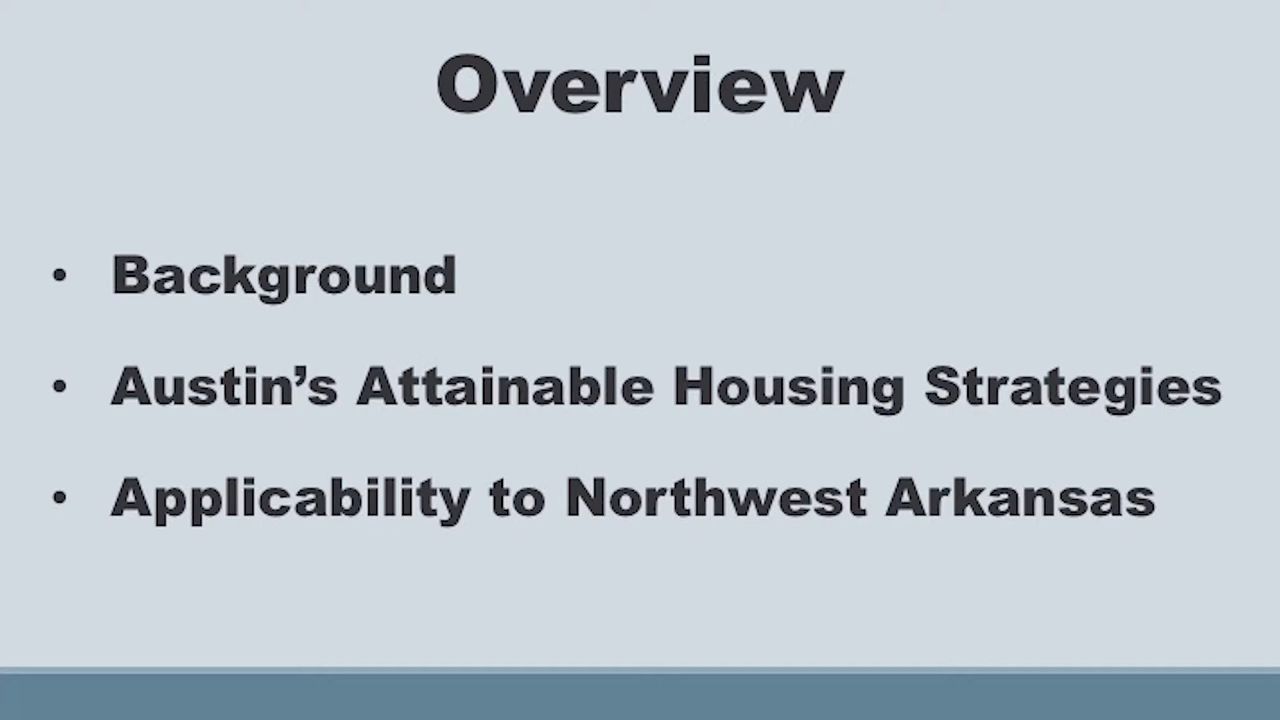 Overview
• Background
• Austin’s Attainable Housing Strategies
• Applicability to Northwest Arkansas